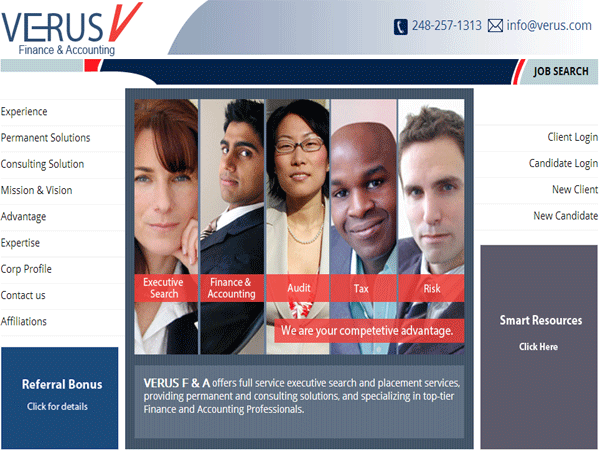 VERUS
Finance & Accounting
248-257-1313
info@verus.com
JOB SEARCH
Experience
Permanent Solutions
Consulting Solution
Mission & Vision
Advantage
Expertise
Corp Profile
Contact us
Affiliations
Referral Bonus
Click for details
Executive
Search
Finance &
Accounting
Audit
Tax
Risk
We are your competetive advantage.
VERUS F & A offers full service executive search and placement services,
providing permanent and consulting solutions, and specializing in top-tier
Finance and Accounting Professionals.
Client Login
Candidate Login
New Client
New Candidate
Smart Resources
Click Here